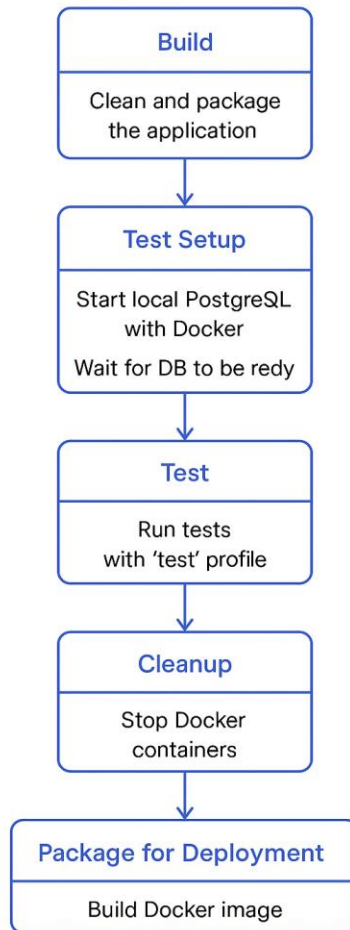 Build
Clean and package
the application
Test Setup
Start local PostgreSQL
with Docker
Wait for DB to be redy
Test
Run tests
with ‘test’ profile
Cleanup
Stop Docker
containers
Package for Deployment
Build Docker image